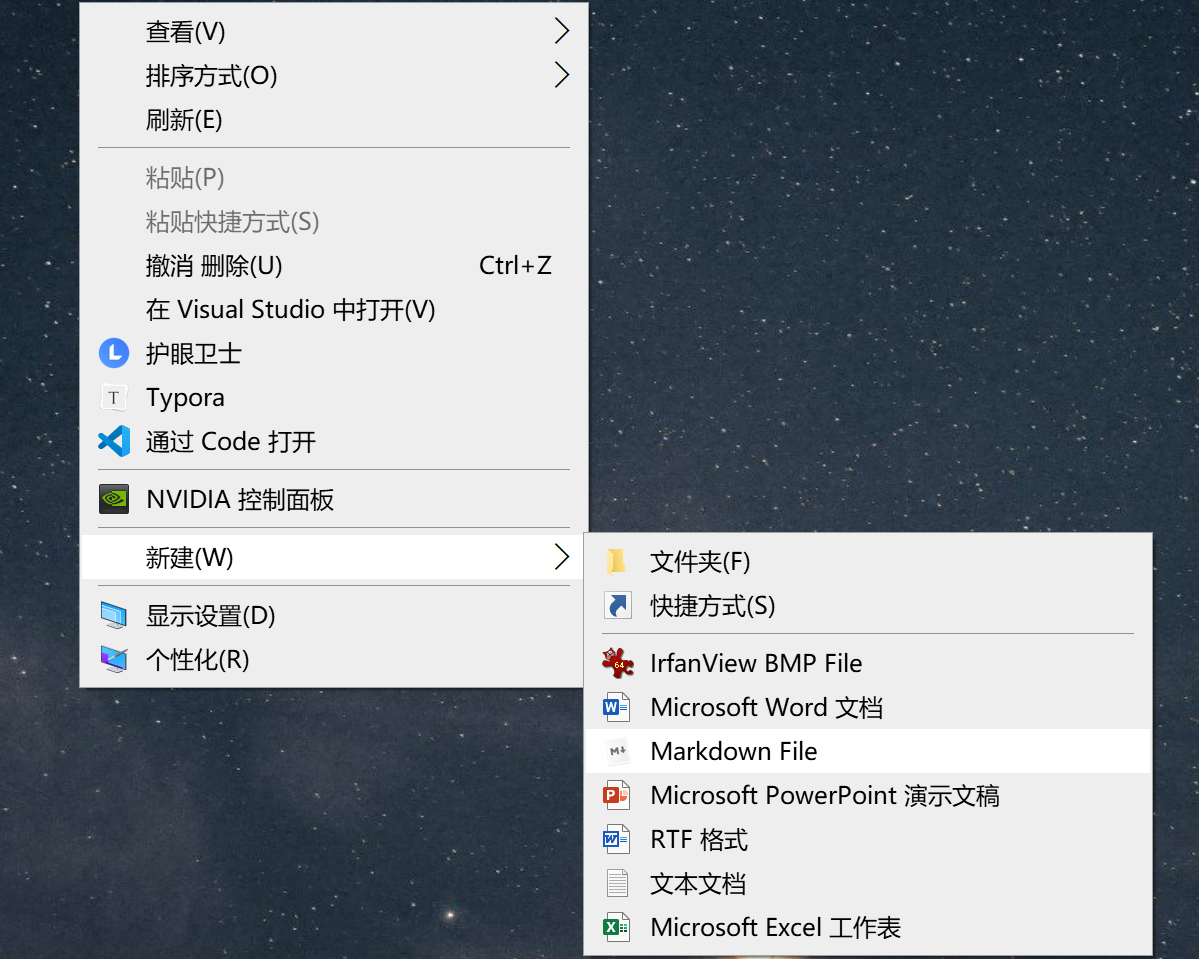 查看(V)
排序方式(O)
刷新(E)
粘贴(P)
粘贴快捷方式(S)
撤消 删除(U) Ctrl+Z
在 Visual Studio 中打开(V)
护眼卫士
T Typora
通过 Code 打开
NVIDIA 控制面板
新建(W)
显示设置(D)
个性化(R)
文件夹(F)
快捷方式(S)
64 IrfanView BMP File
W Microsoft Word 文档
M↓ Markdown File
P Microsoft PowerPoint 演示文稿
W RTF 格式
文本文档
X Microsoft Excel 工作表